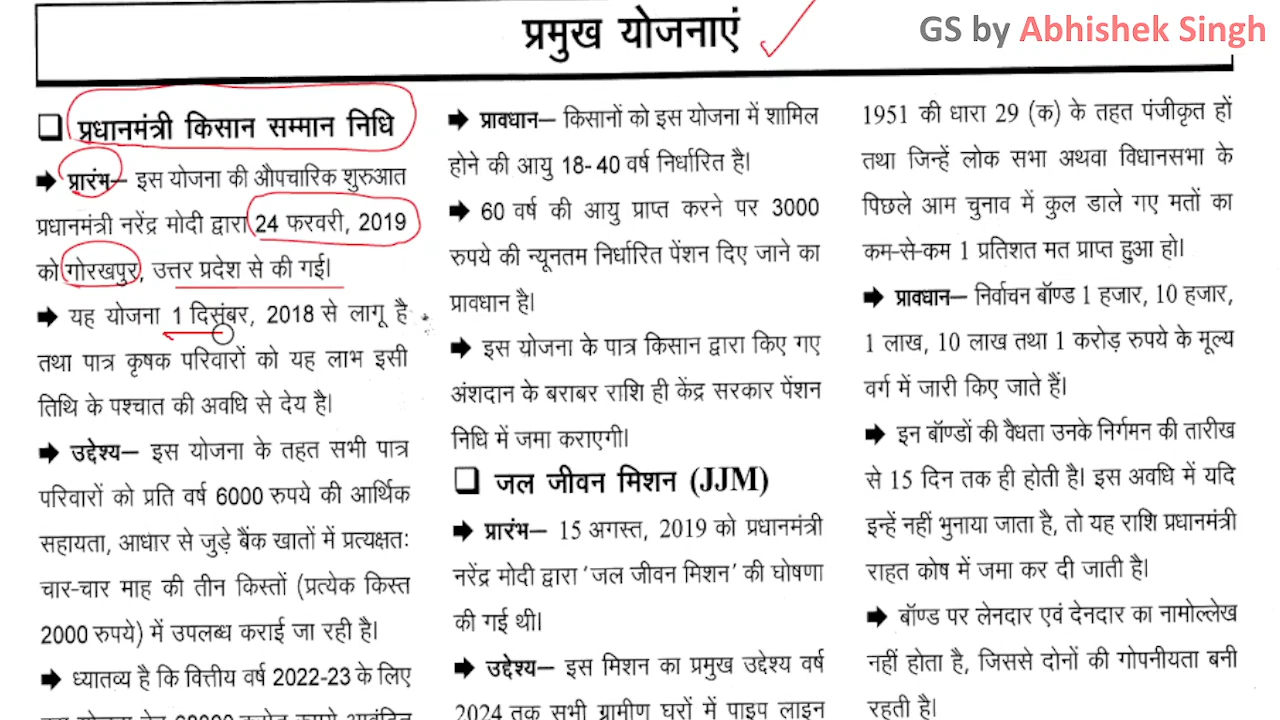 GS by Abhishek Singh
प्रमुख योजनाएं
❑ प्रधानमंत्री किसान सम्मान निधि
➡ प्रारंभ– इस योजना की औपचारिक शुरुआत
प्रधानमंत्री नरेंद्र मोदी द्वारा 24 फरवरी, 2019
को गोरखपुर, उत्तर प्रदेश से की गई।
➡ यह योजना 1 दिसंबर, 2018 से लागू है
तथा पात्र कृषक परिवारों को यह लाभ इसी
तिथि के पश्चात की अवधि से देय है।
➡ उद्देश्य– इस योजना के तहत सभी पात्र
परिवारों को प्रति वर्ष 6000 रुपये की आर्थिक
सहायता, आधार से जुड़े बैंक खातों में प्रत्यक्षतः
चार-चार माह की तीन किस्तों (प्रत्येक किस्त
2000 रुपये) में उपलब्ध कराई जा रही है।
➡ ध्यातव्य है कि वित्तीय वर्ष 2022-23 के लिए
➡ प्रावधान– किसानों को इस योजना में शामिल
होने की आयु 18- 40 वर्ष निर्धारित है।
➡ 60 वर्ष की आयु प्राप्त करने पर 3000
रुपये की न्यूनतम निर्धारित पेंशन दिए जाने का
प्रावधान है।
➡ इस योजना के पात्र किसान द्वारा किए गए
अंशदान के बराबर राशि ही केंद्र सरकार पेंशन
निधि में जमा कराएगी।
❑ जल जीवन मिशन (JJM)
➡ प्रारंभ– 15 अगस्त, 2019 को प्रधानमंत्री
नरेंद्र मोदी द्वारा ‘जल जीवन मिशन’ की घोषणा
की गई थी।
➡ उद्देश्य– इस मिशन का प्रमुख उद्देश्य वर्ष
2024 तक सभी ग्रामीण घरों में पाइप लाइन
1951 की धारा 29 (क) के तहत पंजीकृत हों
तथा जिन्हें लोक सभा अथवा विधानसभा के
पिछले आम चुनाव में कुल डाले गए मतों का
कम-से-कम 1 प्रतिशत मत प्राप्त हुआ हो।
➡ प्रावधान– निर्वाचन बॉण्ड 1 हजार, 10 हजार,
1 लाख, 10 लाख तथा 1 करोड़ रुपये के मूल्य
वर्ग में जारी किए जाते हैं।
➡ इन बॉण्डों की वैधता उनके निर्गमन की तारीख
से 15 दिन तक ही होती है। इस अवधि में यदि
इन्हें नहीं भुनाया जाता है, तो यह राशि प्रधानमंत्री
राहत कोष में जमा कर दी जाती है।
➡ बॉण्ड पर लेनदार एवं देनदार का नामोल्लेख
नहीं होता है, जिससे दोनों की गोपनीयता बनी
रहती है।